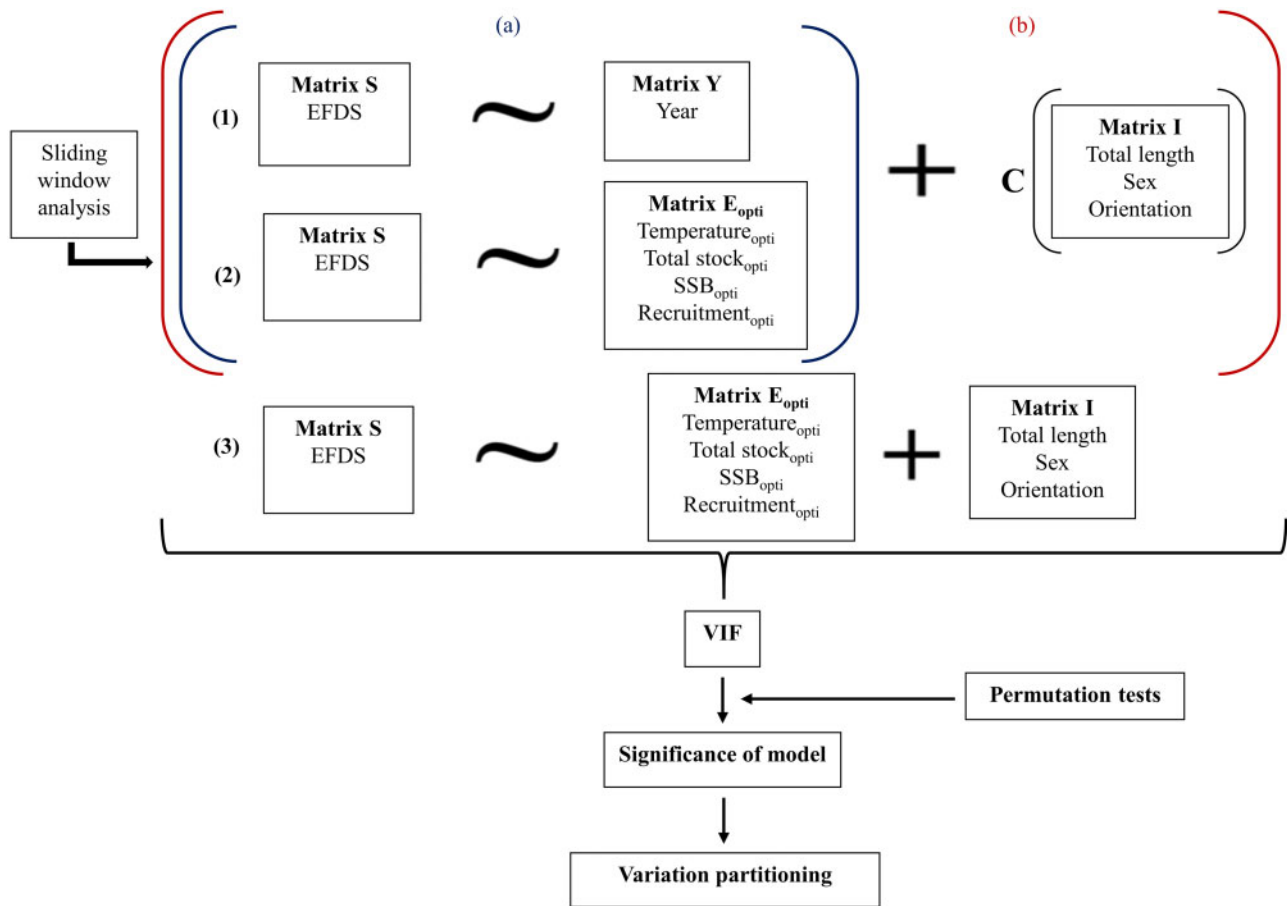 (a)
(b)
Sliding
window
analysis
(1)
Matrix S
EFDS
~
Matrix Y
Year
+
C
Matrix I
Total length
Sex
Orientation
(2)
Matrix S
EFDS
~
Matrix Eopti
Temperatureopti
Total stockopti
SSBopti
Recruitmentopti
(3)
Matrix S
EFDS
~
Matrix Eopti
Temperatureopti
Total stockopti
SSBopti
Recruitmentopti
+
Matrix I
Total length
Sex
Orientation
VIF
Permutation tests
Significance of model
Variation partitioning